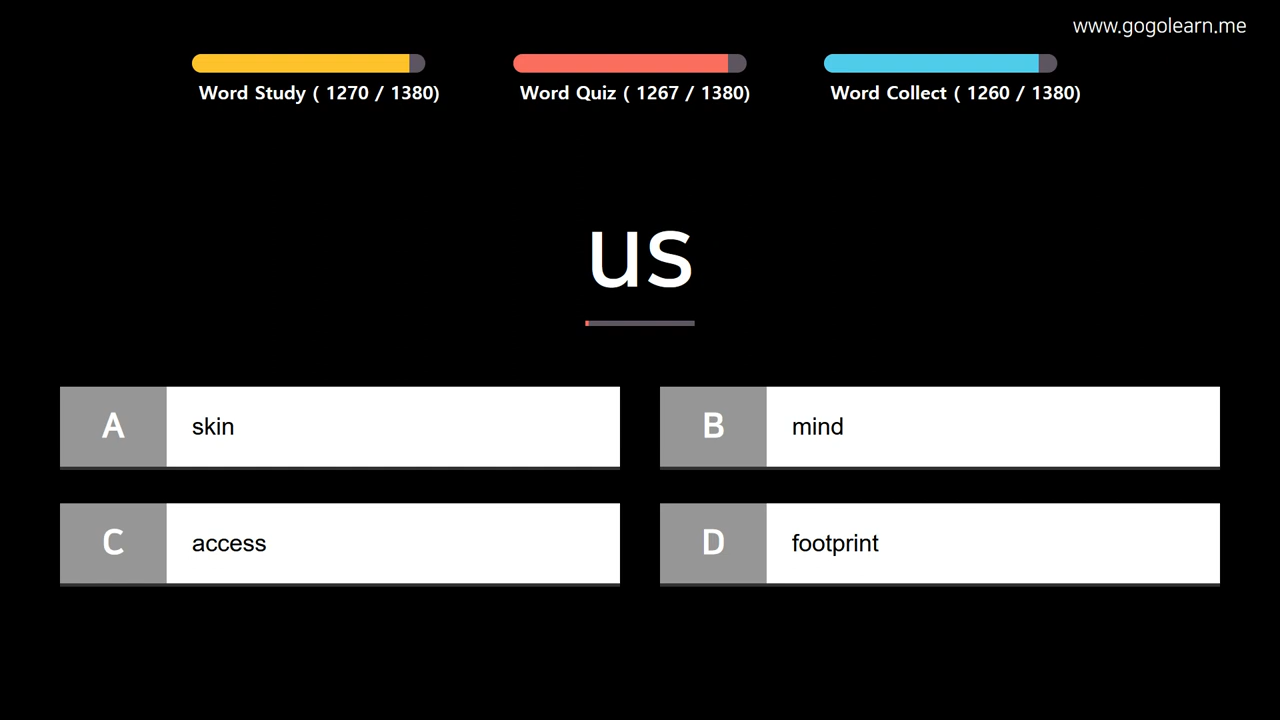 www.gogolearn.me
Word Study ( 1270 / 1380)
Word Quiz ( 1267 / 1380)
Word Collect ( 1260 / 1380)
us
A
skin
B
mind
C
access
D
footprint